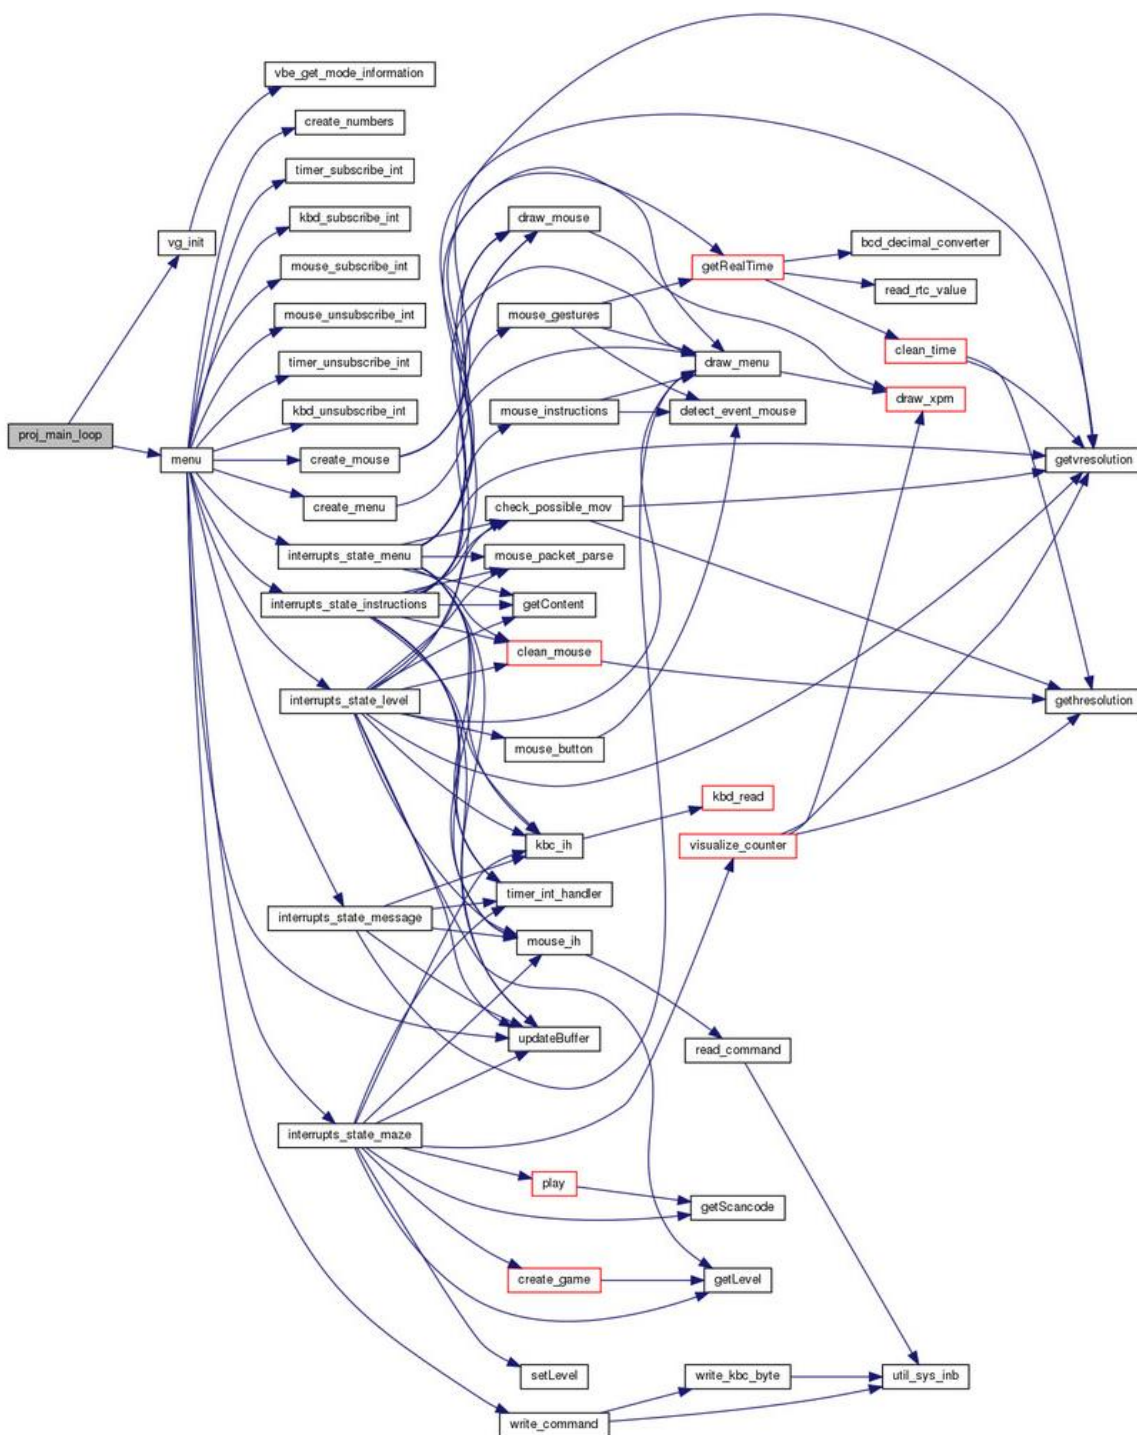 vbe_get_mode_information
create_numbers
timer_subscribe_int
kbd_subscribe_int
draw_mouse
vg_init
bcd_decimal_converter
mouse_subscribe_int
getRealTime
read_rtc_value
mouse_unsubscribe_int
mouse_gestures
clean_time
timer_unsubscribe_int
draw_menu
draw_xpm
kbd_unsubscribe_int
mouse_instructions
detect_event_mouse
proj_main_loop
menu
create_mouse
getvresolution
create_menu
check_possible_mov
interrupts_state_menu
mouse_packet_parse
interrupts_state_instructions
getContent
clean_mouse
interrupts_state_level
gethresolution
mouse_button
kbd_read
kbc_ih
visualize_counter
timer_int_handler
interrupts_state_message
mouse_ih
updateBuffer
read_command
interrupts_state_maze
play
getScancode
create_game
getLevel
setLevel
write_kbc_byte
util_sys_inb
write_command